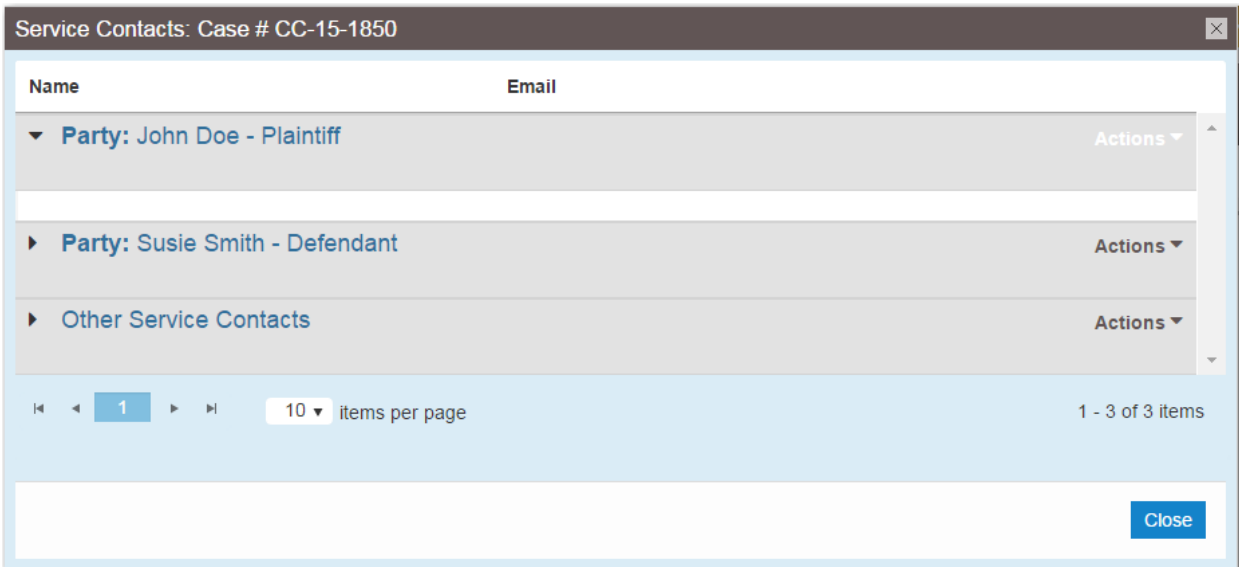 Service Contacts: Case # CC-15-1850
Name Email
Party: John Doe - Plaintiff Actions
Party: Susie Smith - Defendant Actions
Other Service Contacts Actions
1 10 items per page 1 - 3 of 3 items
Close